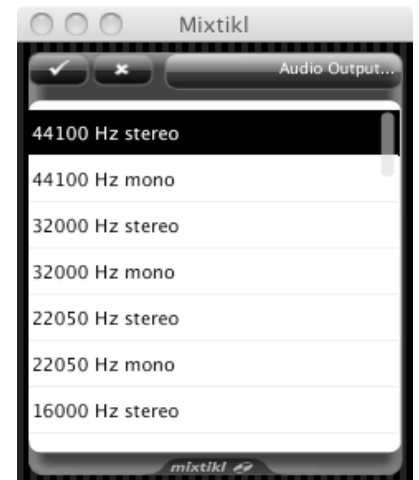 Mixtikl
Audio Output...
44100 Hz stereo
44100 Hz mono
32000 Hz stereo
32000 Hz mono
22050 Hz stereo
22050 Hz mono
16000 Hz stereo
mixtikl